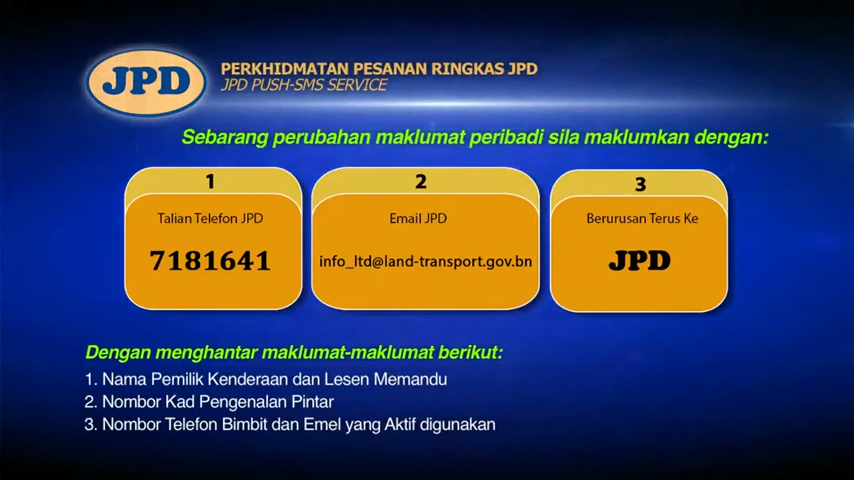 JPD
PERKHIDMATAN PESANAN RINGKAS JPD
JPD PUSH-SMS SERVICE
Sebarang perubahan maklumat peribadi sila maklumkan dengan:
1
Talian Telefon JPD
7181641
2
Email JPD
info_ltd@land-transport.gov.bn
3
Berurusan Terus Ke
JPD
Dengan menghantar maklumat-maklumat berikut:
1. Nama Pemilik Kenderaan dan Lesen Memandu
2. Nombor Kad Pengenalan Pintar
3. Nombor Telefon Bimbit dan Emel yang Aktif digunakan